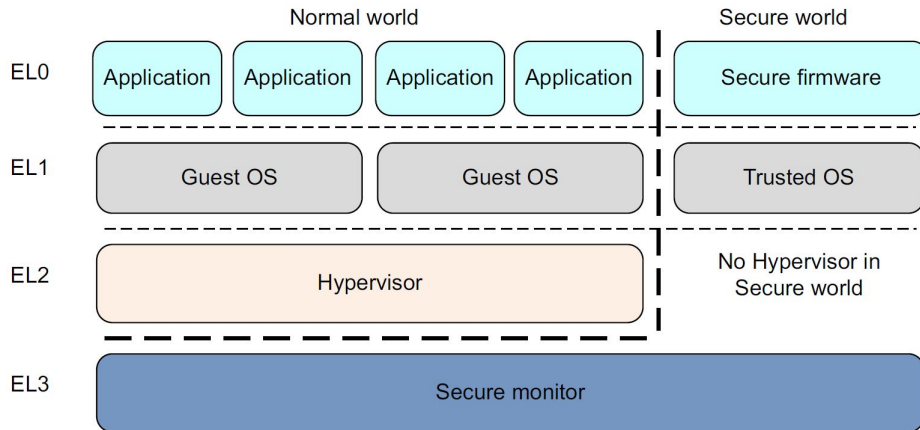 Normal world
Secure world
EL0
Application
Application
Application
Application
Secure firmware
EL1
Guest OS
Guest OS
Trusted OS
EL2
Hypervisor
No Hypervisor in
Secure world
EL3
Secure monitor